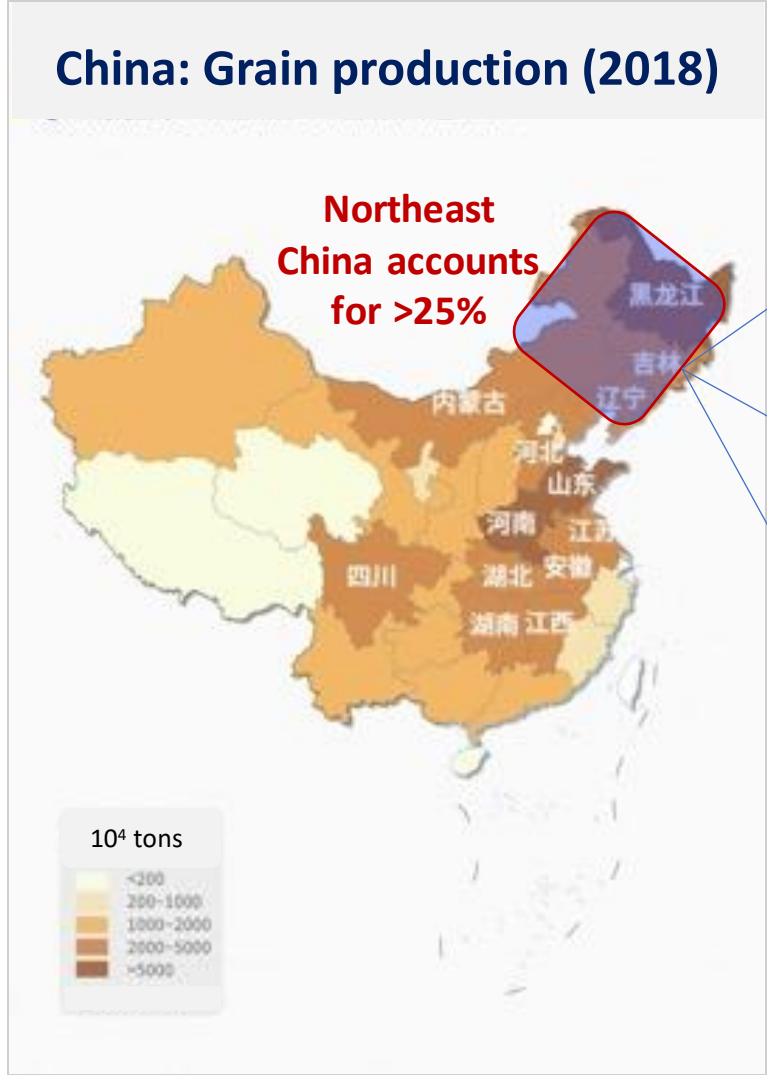 China: Grain production (2018)
Northeast
China accounts
for >25%
黑龙江
吉林
辽宁
内蒙古
河北
山东
河南
江苏
四川
湖北
安徽
湖南
江西
10⁴ tons
<200
200-1000
1000-2000
2000-5000
>5000